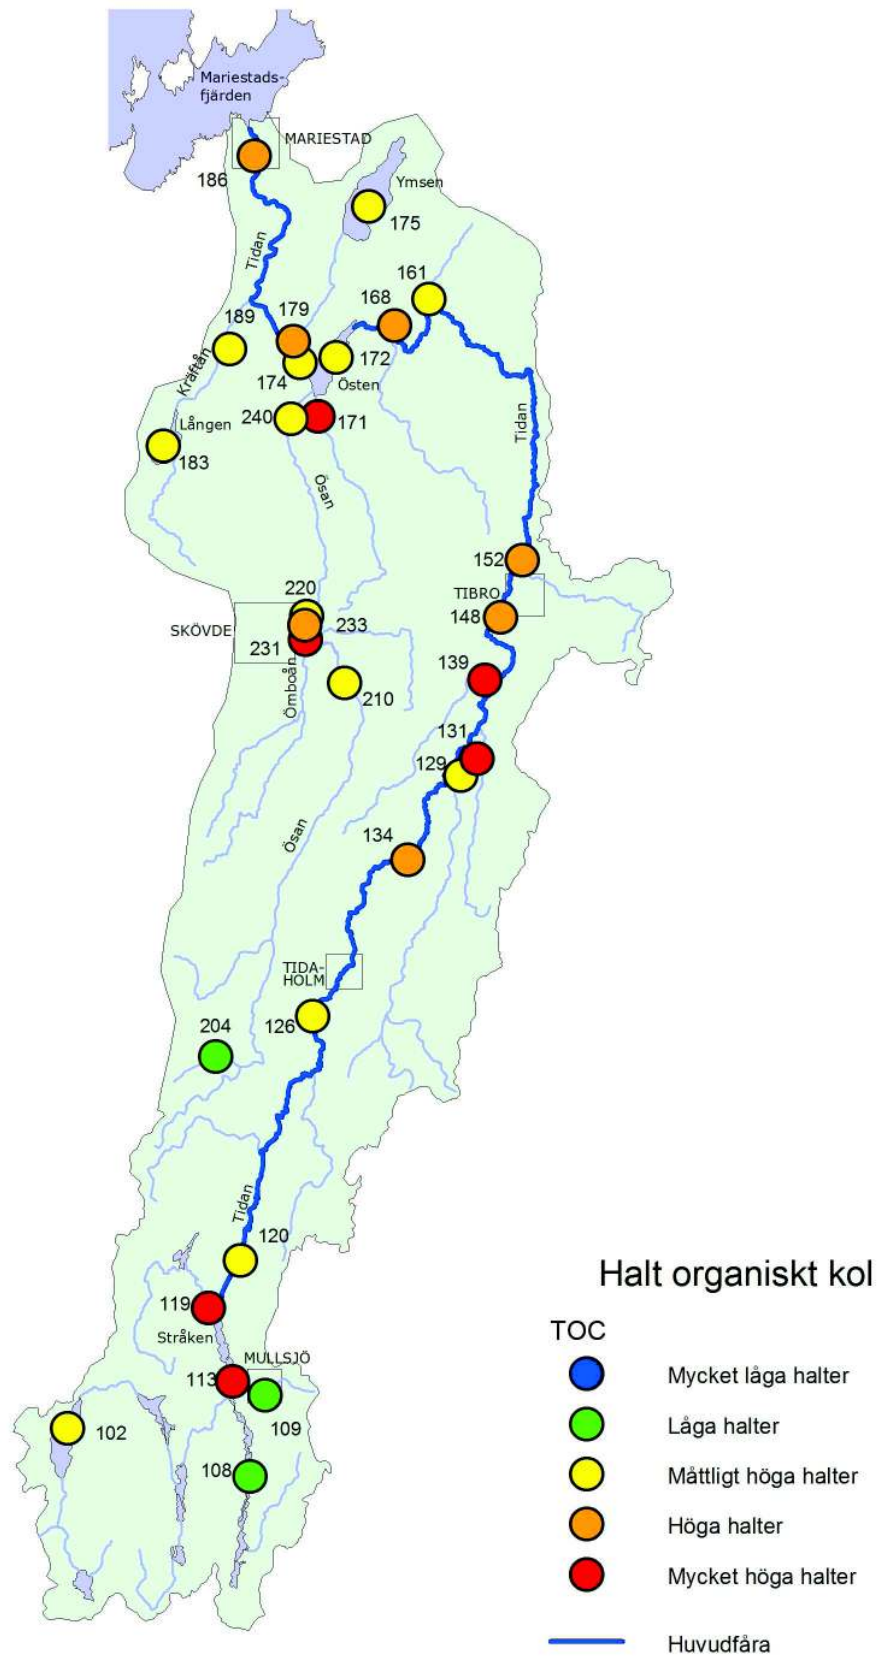 Mariestads-
fjärden
MARIESTAD
186
Ymsen
175
Tidan
161
168
179
189
172
174
Kräftån
Östen
240
171
Lången
183
Tidan
Ösan
152
TIBRO
220
148
SKÖVDE
233
231
139
Ömboån
210
131
129
134
Ösan
TIDA-
HOLM
126
204
Tidan
120
119
Stråken
MULLSJÖ
113
109
102
108
Halt organiskt kol
TOC
Mycket låga halter
Låga halter
Måttligt höga halter
Höga halter
Mycket höga halter
Huvudfåra